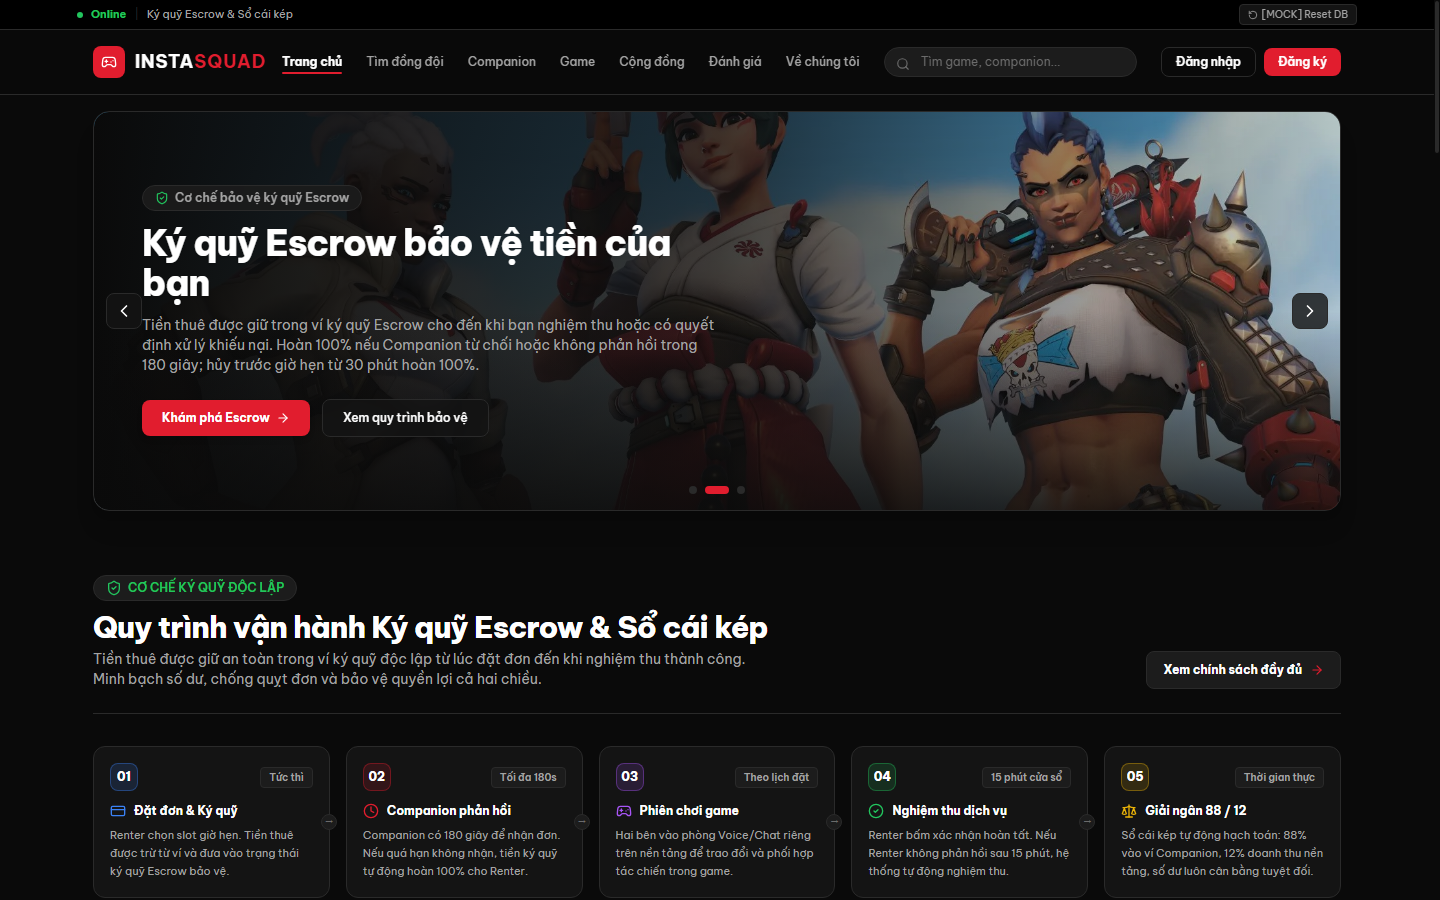 Online
Ký quỹ Escrow & Sổ cái kép
[MOCK] Reset DB
INSTASQUAD
Trang chủ
Tìm đồng đội
Companion
Game
Cộng đồng
Đánh giá
Về chúng tôi
Tìm game, companion...
Đăng nhập
Đăng ký
Cơ chế bảo vệ ký quỹ Escrow
Ký quỹ Escrow bảo vệ tiền của
bạn
Tiền thuê được giữ trong ví ký quỹ Escrow cho đến khi bạn nghiệm thu hoặc có quyết
định xử lý khiếu nại. Hoàn 100% nếu Companion từ chối hoặc không phản hồi trong
180 giây; hủy trước giờ hẹn từ 30 phút hoàn 100%.
Khám phá Escrow →
Xem quy trình bảo vệ
CƠ CHẾ KÝ QUỸ ĐỘC LẬP
Quy trình vận hành Ký quỹ Escrow & Sổ cái kép
Tiền thuê được giữ an toàn trong ví ký quỹ độc lập từ lúc đặt đơn đến khi nghiệm thu thành công.
Minh bạch số dư, chống quỵt đơn và bảo vệ quyền lợi cả hai chiều.
Xem chính sách đầy đủ →
01
Tức thì
Đặt đơn & Ký quỹ
Renter chọn slot giờ hẹn. Tiền thuê
được trừ từ ví và đưa vào trạng thái
ký quỹ Escrow bảo vệ.
→
02
Tối đa 180s
Companion phản hồi
Companion có 180 giây để nhận đơn.
Nếu quá hạn không nhận, tiền ký quỹ
tự động hoàn 100% cho Renter.
→
03
Theo lịch đặt
Phiên chơi game
Hai bên vào phòng Voice/Chat riêng
trên nền tảng để trao đổi và phối hợp
tác chiến trong game.
→
04
15 phút cửa sổ
Nghiệm thu dịch vụ
Renter bấm xác nhận hoàn tất. Nếu
Renter không phản hồi sau 15 phút, hệ
thống tự động nghiệm thu.
→
05
Thời gian thực
Giải ngân 88 / 12
Sổ cái kép tự động hạch toán: 88%
vào ví Companion, 12% doanh thu nền
tảng, số dư luôn cân bằng tuyệt đối.